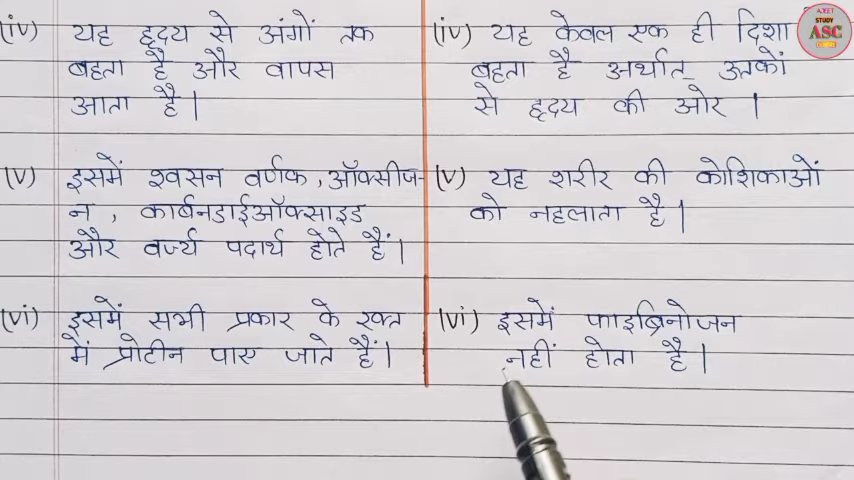 (iv) यह हृदय से अंगों तक
बहता है और वापस
आता है।
(v) इसमें श्वसन वर्णक, ऑक्सीज-
न, कार्बनडाईऑक्साइड
और वर्ज्य पदार्थ होते हैं।
(vi) इसमें सभी प्रकार के रक्त
में प्रोटीन पाए जाते हैं।
(iv) यह केवल एक ही दिशा
बहता है अर्थात् ऊतकों
से हृदय की ओर।
(v) यह शरीर की कोशिकाओं
को नहलाता है।
(vi) इसमें फाइब्रिनोजन
नहीं होता है।
AJEET
STUDY
ASC